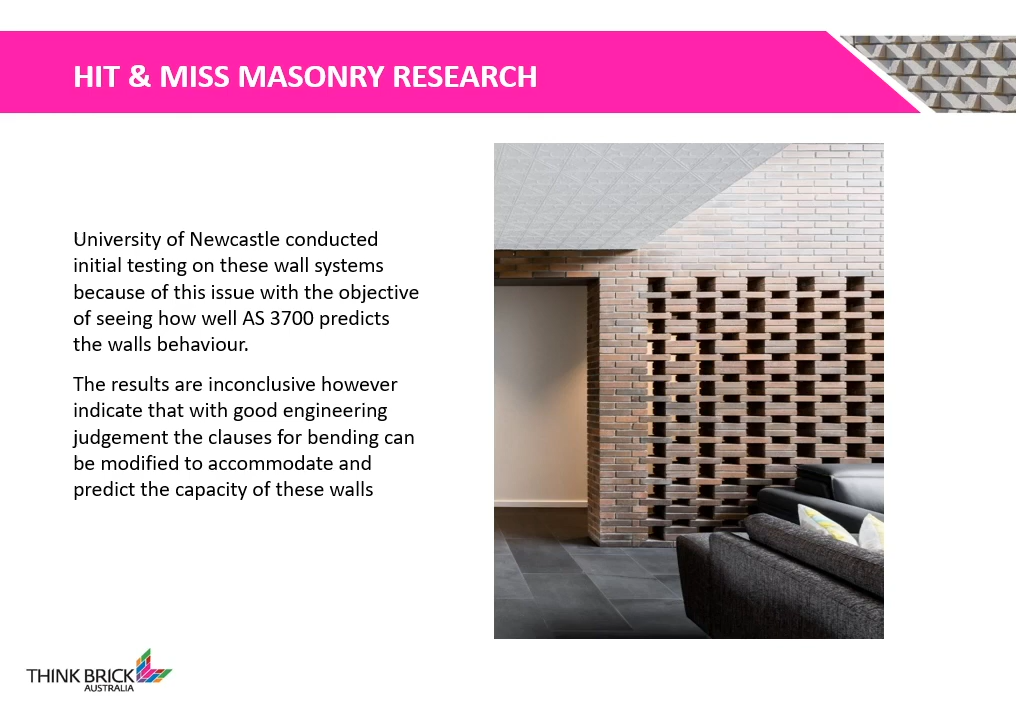 HIT & MISS MASONRY RESEARCH
University of Newcastle conducted
initial testing on these wall systems
because of this issue with the objective
of seeing how well AS 3700 predicts
the walls behaviour.
The results are inconclusive however
indicate that with good engineering
judgement the clauses for bending can
be modified to accommodate and
predict the capacity of these walls
THINK BRICK
AUSTRALIA